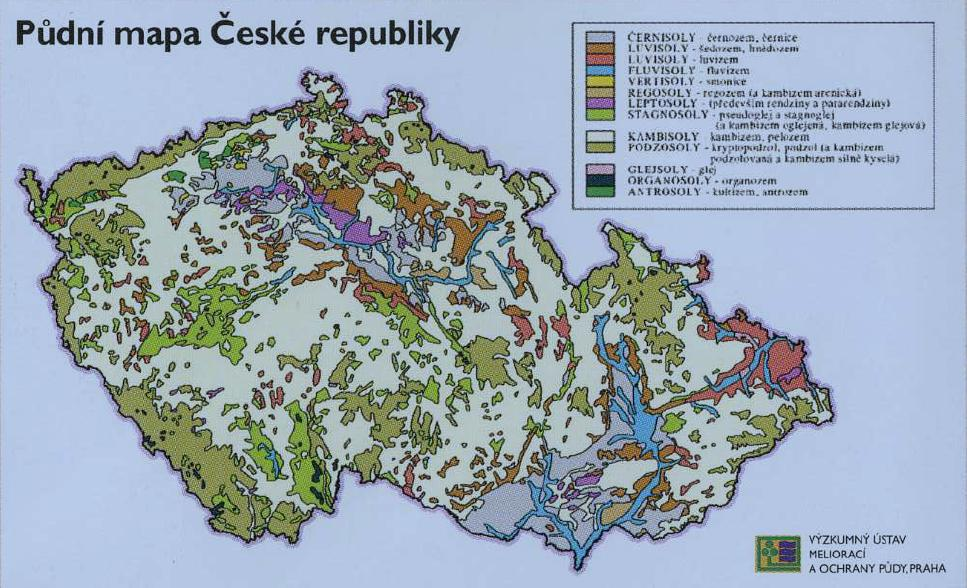 Půdní mapa České republiky
ČERNISOLY - černozem, černice
LUVISOLY - šedozem, hnědozem
LUVISOLY - luvizem
FLUVISOLY - fluvizem
VERTISOLY - smonice
REGOSOLY - regozem (a kambizem arenická)
LEPTOSOLY - (především rendziny a pararendziny)
STAGNOSOLY - pseudoglej a stagnoglej
(a kambizem oglejená, kambizem glejová)
KAMBISOLY - kambizem, pelozem
PODZOSOLY - kryptopodzol, podzol (a kambizem
podzolovaná a kambizem silně kyselá)
GLEJSOLY - glej
ORGANOSOLY - organozem
ANTROSOLY - kultizem, antrozem
VÝZKUMNÝ ÚSTAV
MELIORACÍ
A OCHRANY PŮDY, PRAHA